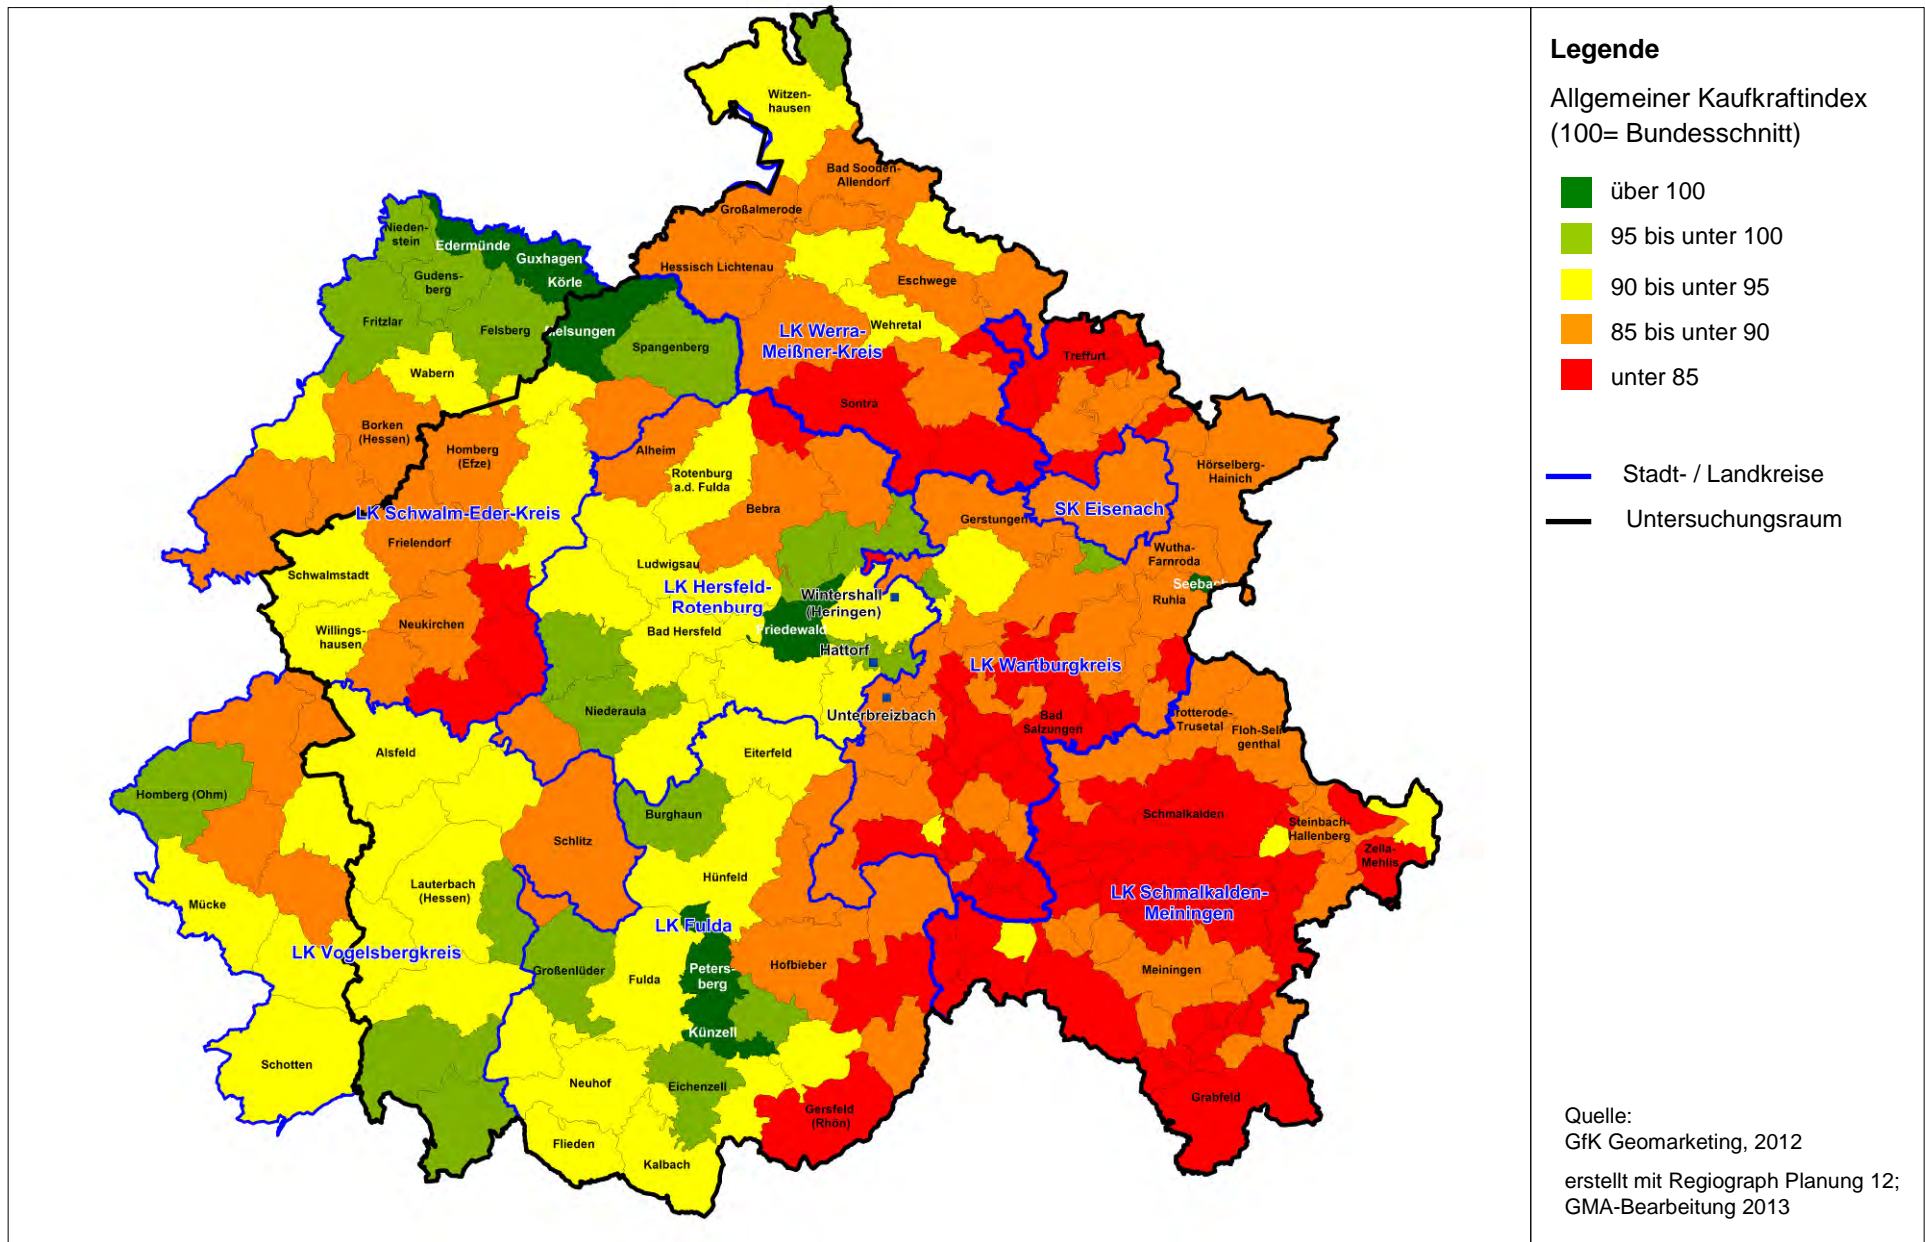 Witzen-
hausen
Bad Sooden-
Allendorf
Großalmerode
Nieden-
stein
Edermünde
Guxhagen
Körle
Gudens-
berg
Hessisch Lichtenau
Eschwege
Fritzlar
Felsberg
Melsungen
Spangenberg
LK Werra-
Meißner-Kreis
Wehretal
Treffurt
Wabern
Sontra
Borken
(Hessen)
Homberg
(Efze)
Alheim
Rotenburg
a.d. Fulda
Hörselberg-
Hainich
LK Schwalm-Eder-Kreis
Bebra
Gerstungen
SK Eisenach
Frielendorf
Wutha-
Farnroda
Schwalmstadt
Ludwigsau
LK Hersfeld-
Rotenburg
Wintershall
(Heringen)
Seebach
Ruhla
Willings-
hausen
Neukirchen
Bad Hersfeld
Friedewald
Hattorf
LK Wartburgkreis
Niederaula
Unterbreizbach
Bad
Salzungen
Brotterode-
Trusetal
Floh-Seli
genthal
Alsfeld
Eiterfeld
Homberg (Ohm)
Burghaun
Schmalkalden
Steinbach-
Hallenberg
Schlitz
Zella-
Mehlis
Lauterbach
(Hessen)
Hünfeld
Mücke
LK Schmalkalden-
Meiningen
LK Fulda
LK Vogelsbergkreis
Großenlüder
Fulda
Peters-
berg
Hofbieber
Meiningen
Künzell
Schotten
Neuhof
Eichenzell
Grabfeld
Gersfeld
(Rhön)
Flieden
Kalbach
Legende
Allgemeiner Kaufkraftindex
(100= Bundesschnitt)
über 100
95 bis unter 100
90 bis unter 95
85 bis unter 90
unter 85
Stadt- / Landkreise
Untersuchungsraum
Quelle:
GfK Geomarketing, 2012
erstellt mit Regiograph Planung 12;
GMA-Bearbeitung 2013